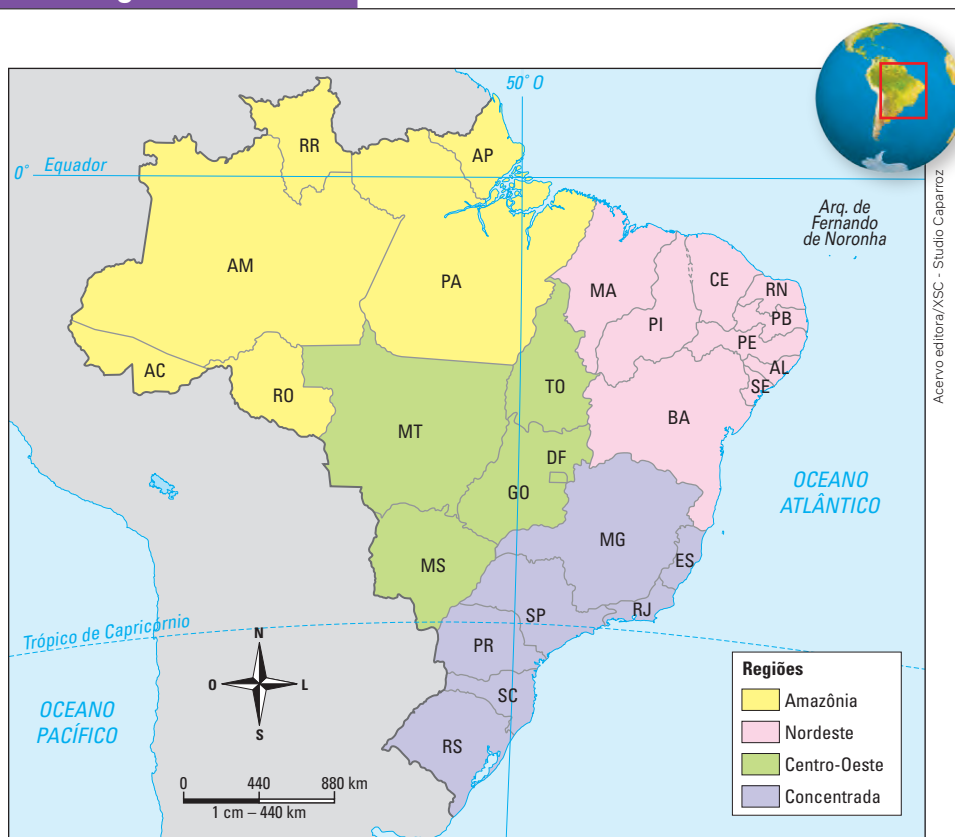 50° O
RR
AP
0° Equador
Arq. de
Fernando
de Noronha
AM
PA
MA
CE
RN
PI
PB
PE
AL
AC
SE
RO
TO
BA
MT
DF
GO
OCEANO
ATLÂNTICO
MG
MS
ES
SP
RJ
Trópico de Capricórnio
PR
SC
RS
N
O
L
S
OCEANO
PACÍFICO
0 440 880 km
1 cm – 440 km
Regiões
Amazônia
Nordeste
Centro-Oeste
Concentrada
Acervo editora/XSC - Studio Caparroz